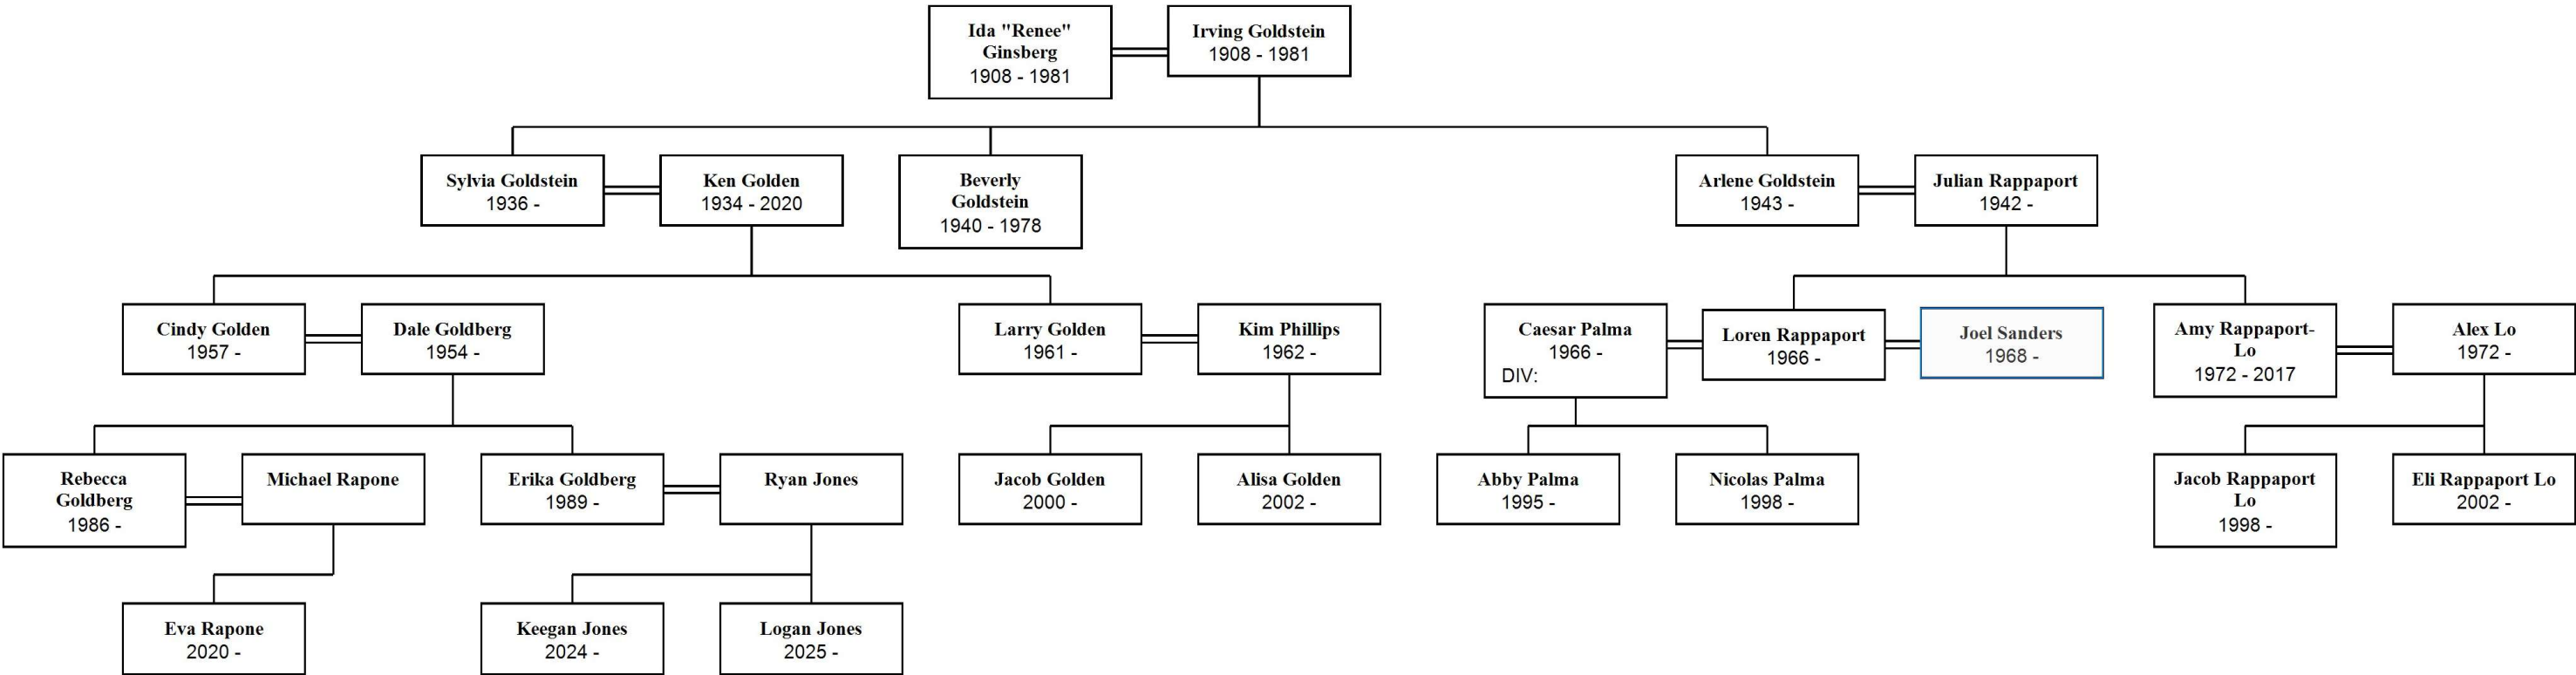 Ida "Renee"
Ginsberg
1908 - 1981
Irving Goldstein
1908 - 1981
Sylvia Goldstein
1936 -
Ken Golden
1934 - 2020
Beverly
Goldstein
1940 - 1978
Arlene Goldstein
1943 -
Julian Rappaport
1942 -
Cindy Golden
1957 -
Dale Goldberg
1954 -
Larry Golden
1961 -
Kim Phillips
1962 -
Caesar Palma
1966 -
DIV:
Loren Rappaport
1966 -
Joel Sanders
1968 -
Amy Rappaport-
Lo
1972 - 2017
Alex Lo
1972 -
Rebecca
Goldberg
1986 -
Michael Rapone
Erika Goldberg
1989 -
Ryan Jones
Jacob Golden
2000 -
Alisa Golden
2002 -
Abby Palma
1995 -
Nicolas Palma
1998 -
Jacob Rappaport
Lo
1998 -
Eli Rappaport Lo
2002 -
Eva Rapone
2020 -
Keegan Jones
2024 -
Logan Jones
2025 -